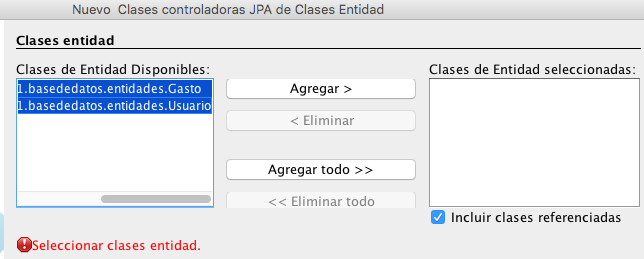 Nuevo Clases controladoras JPA de Clases Entidad
Clases entidad
Clases de Entidad Disponibles:
Clases de Entidad seleccionadas:
1.basededatos.entidades.Gasto
1.basededatos.entidades.Usuario
Agregar >
< Eliminar
Agregar todo >>
<< Eliminar todo
Incluir clases referenciadas
Seleccionar clases entidad.